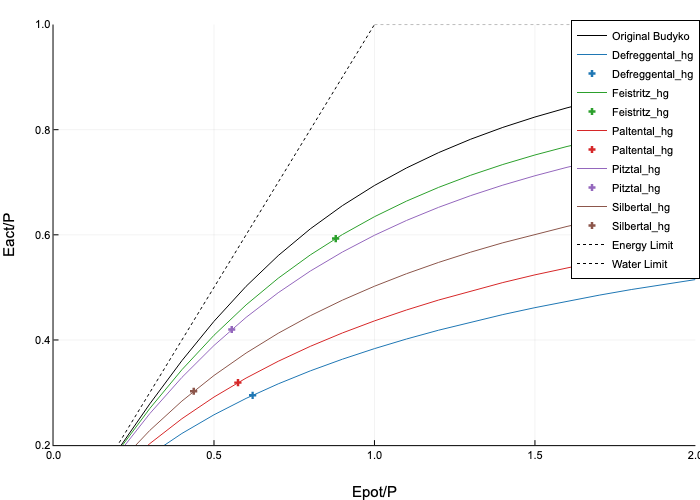 1.0
0.8
0.6
0.4
0.2
Eact/P
0.0
0.5
1.0
1.5
2.0
Epot/P
Original Budyko
Defreggental_hg
Defreggental_hg
Feistritz_hg
Feistritz_hg
Paltental_hg
Paltental_hg
Pitztal_hg
Pitztal_hg
Silbertal_hg
Silbertal_hg
Energy Limit
Water Limit